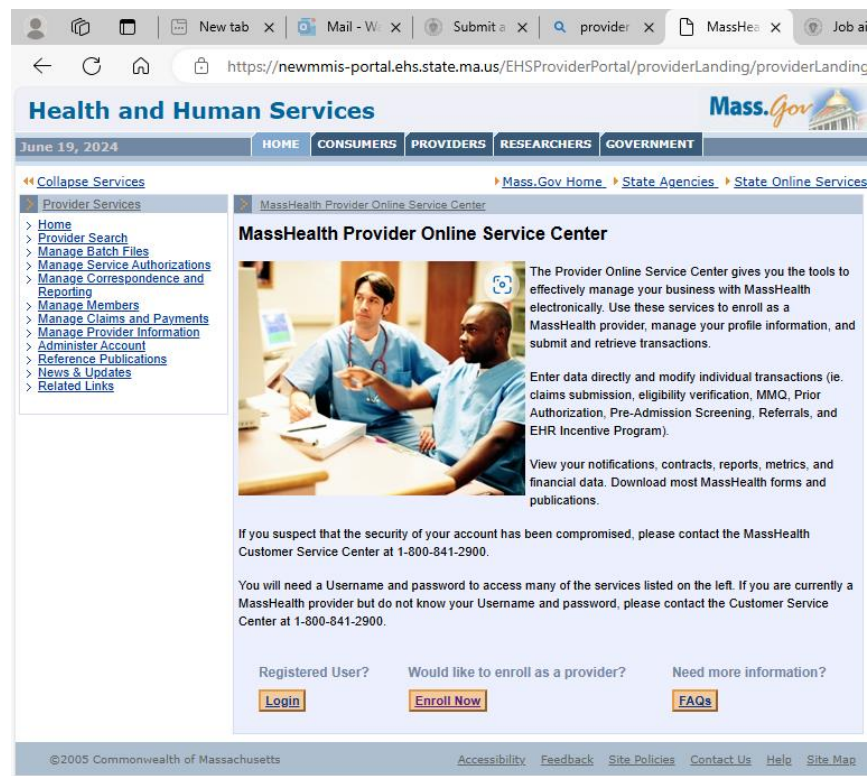 New tab
Mail - W
Submit a
provider
MassHea
Job ai
https://newmmis-portal.ehs.state.ma.us/EHSProviderPortal/providerLanding/providerLanding
Health and Human Services
Mass.Gov
June 19, 2024
HOME CONSUMERS PROVIDERS RESEARCHERS GOVERNMENT
Collapse Services
Mass.Gov Home State Agencies State Online Services
Provider Services
> Home
> Provider Search
> Manage Batch Files
> Manage Service Authorizations
> Manage Correspondence and
Reporting
> Manage Members
> Manage Claims and Payments
> Manage Provider Information
> Administer Account
> Reference Publications
> News & Updates
> Related Links
MassHealth Provider Online Service Center
MassHealth Provider Online Service Center
The Provider Online Service Center gives you the tools to
effectively manage your business with MassHealth
electronically. Use these services to enroll as a
MassHealth provider, manage your profile information, and
submit and retrieve transactions.
Enter data directly and modify individual transactions (ie.
claims submission, eligibility verification, MMQ, Prior
Authorization, Pre-Admission Screening, Referrals, and
EHR Incentive Program).
View your notifications, contracts, reports, metrics, and
financial data. Download most MassHealth forms and
publications.
If you suspect that the security of your account has been compromised, please contact the MassHealth
Customer Service Center at 1-800-841-2900.
You will need a Username and password to access many of the services listed on the left. If you are currently a
MassHealth provider but do not know your Username and password, please contact the Customer Service
Center at 1-800-841-2900.
Registered User? Would like to enroll as a provider? Need more information?
Login Enroll Now FAQs
©2005 Commonwealth of Massachusetts
Accessibility Feedback Site Policies Contact Us Help Site Map